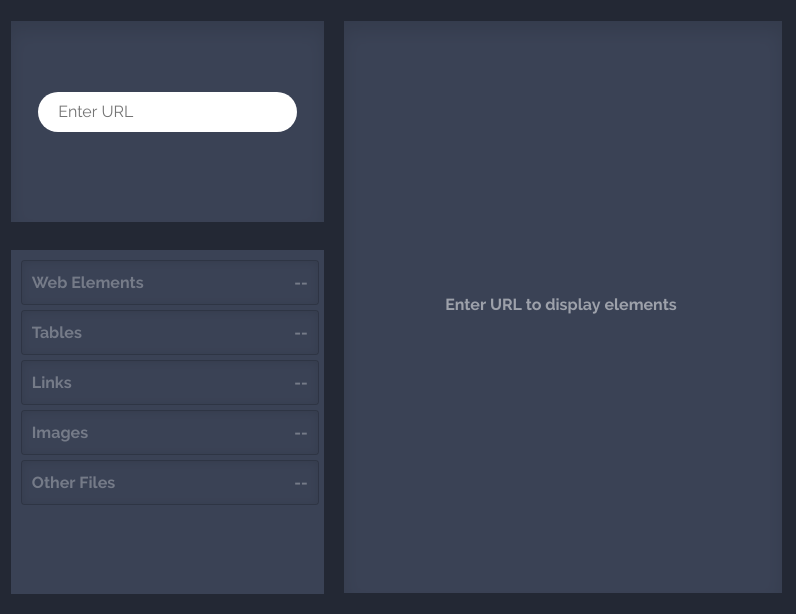 Enter URL
Web Elements --
Tables --
Links --
Images --
Other Files --
Enter URL to display elements